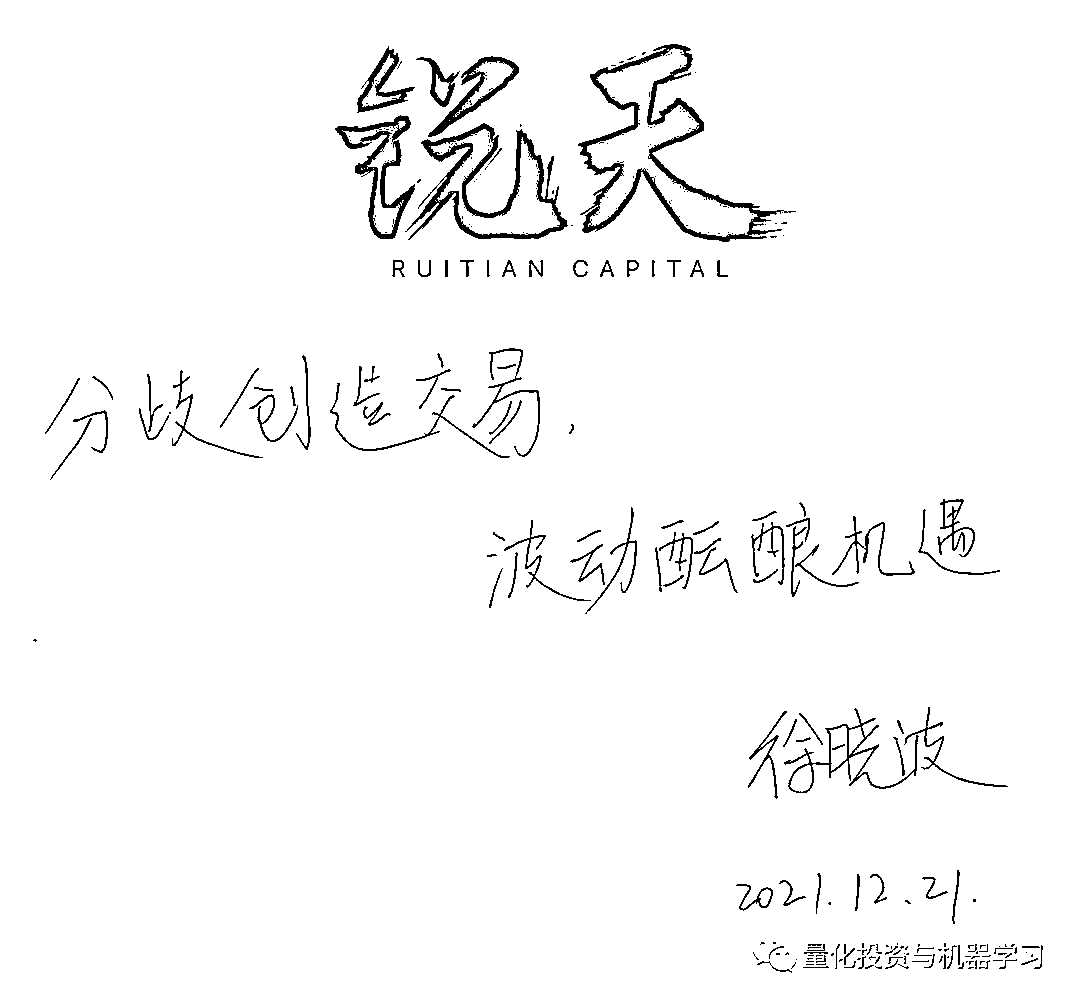 锐天
RUITIAN CAPITAL
分歧创造交易,
波动酝酿机遇
徐晓波
2021.12.21.
量化投资与机器学习